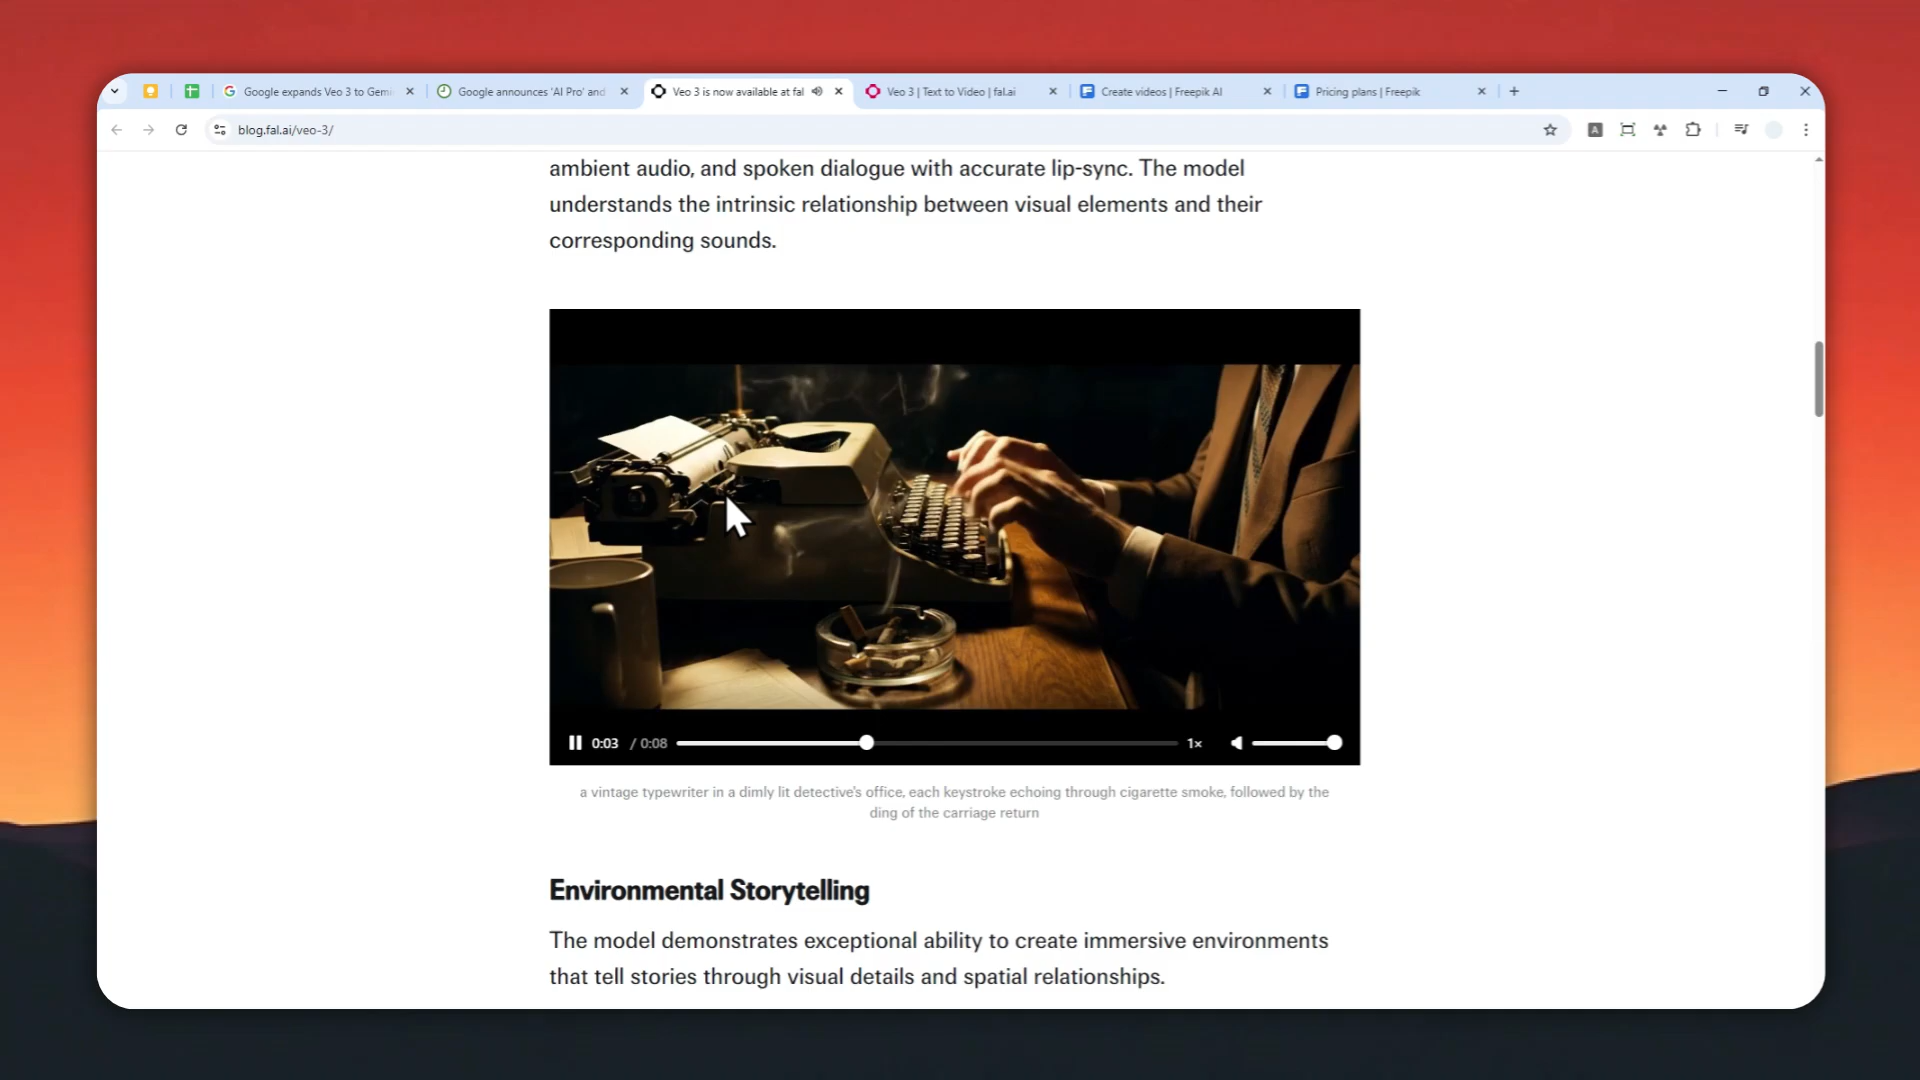 Google expands Veo 3 to Gemi
Google announces 'AI Pro' and
Veo 3 is now available at fal
Veo 3 | Text to Video | fal.ai
Create videos | Freepik AI
Pricing plans | Freepik
blog.fal.ai/veo-3/
A
ambient audio, and spoken dialogue with accurate lip-sync. The model
understands the intrinsic relationship between visual elements and their
corresponding sounds.
0:03 / 0:08
1×
a vintage typewriter in a dimly lit detective's office, each keystroke echoing through cigarette smoke, followed by the
ding of the carriage return
Environmental Storytelling
The model demonstrates exceptional ability to create immersive environments
that tell stories through visual details and spatial relationships.